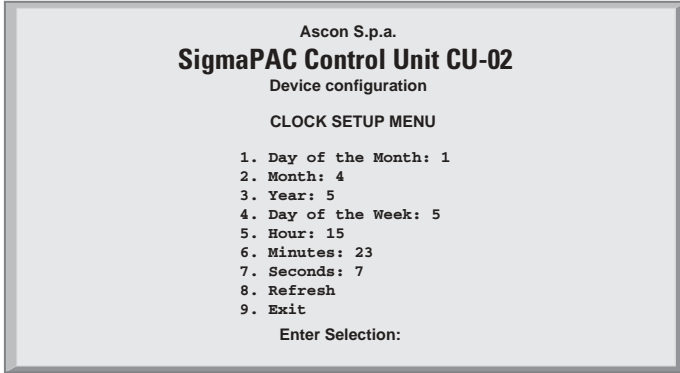 Ascon S.p.a.
SigmaPAC Control Unit CU-02
Device configuration
CLOCK SETUP MENU
1. Day of the Month: 1
2. Month: 4
3. Year: 5
4. Day of the Week: 5
5. Hour: 15
6. Minutes: 23
7. Seconds: 7
8. Refresh
9. Exit
Enter Selection: